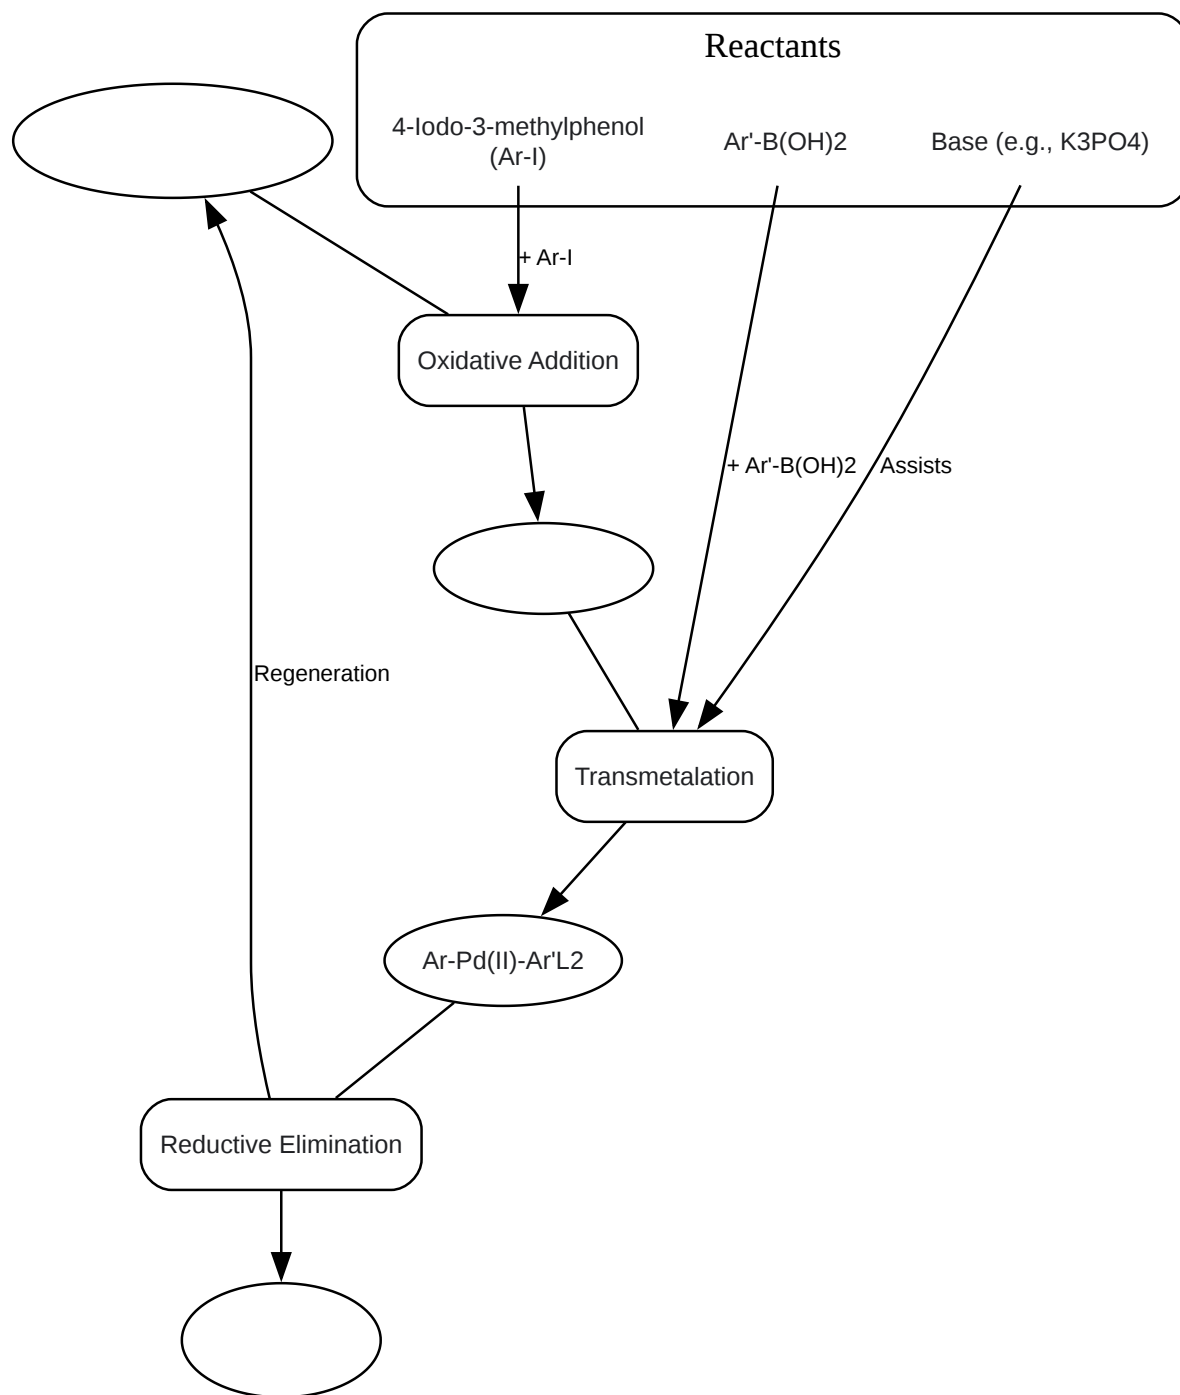 Reactants
4-Iodo-3-methylphenol
(Ar-I)
Ar'-B(OH)2
Base (e.g., K3PO4)
+ Ar-I
Oxidative Addition
+ Ar'-B(OH)2
Assists
Regeneration
Transmetalation
Ar-Pd(II)-Ar'L2
Reductive Elimination